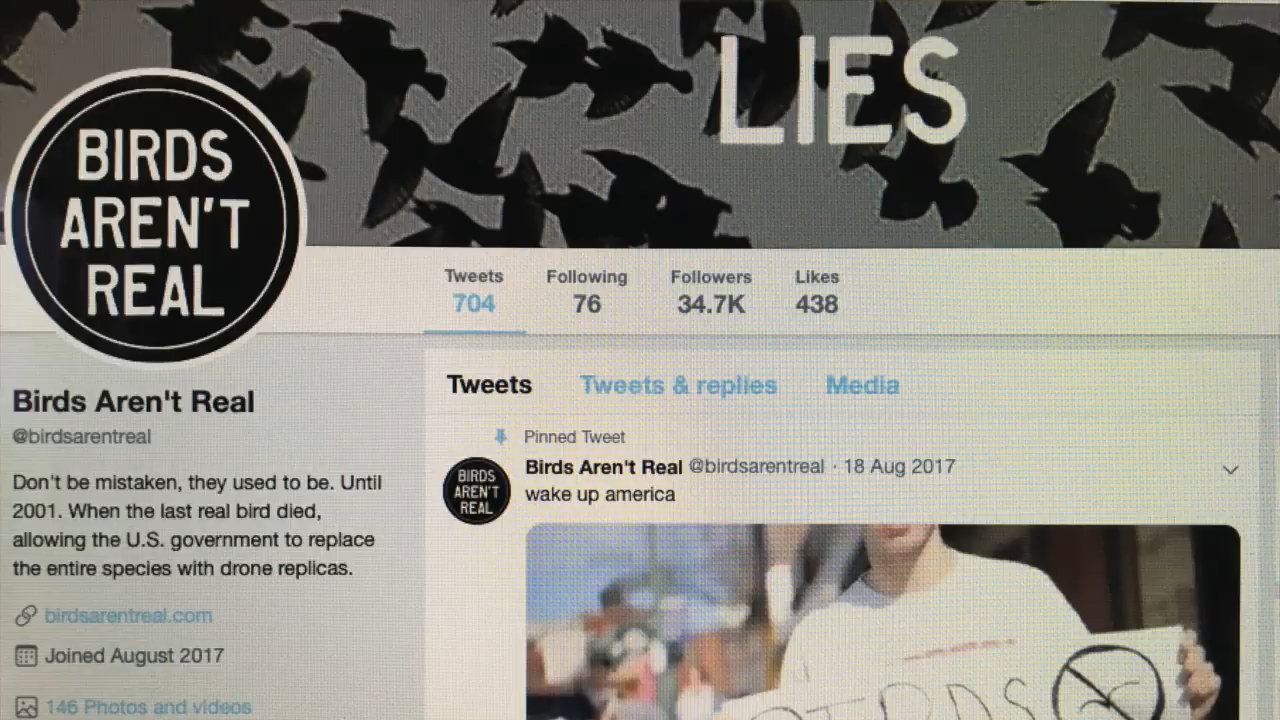 LIES
BIRDS
AREN'T
REAL
Tweets Following Followers Likes
704 76 34.7K 438
Birds Aren't Real
@birdsarentreal
Don't be mistaken, they used to be. Until
2001. When the last real bird died,
allowing the U.S. government to replace
the entire species with drone replicas.
birdsarentreal.com
Joined August 2017
146 Photos and videos
Tweets Tweets & replies Media
Pinned Tweet
Birds Aren't Real @birdsarentreal · 18 Aug 2017
wake up america
BIRDS
AREN'T
REAL
BIRDS